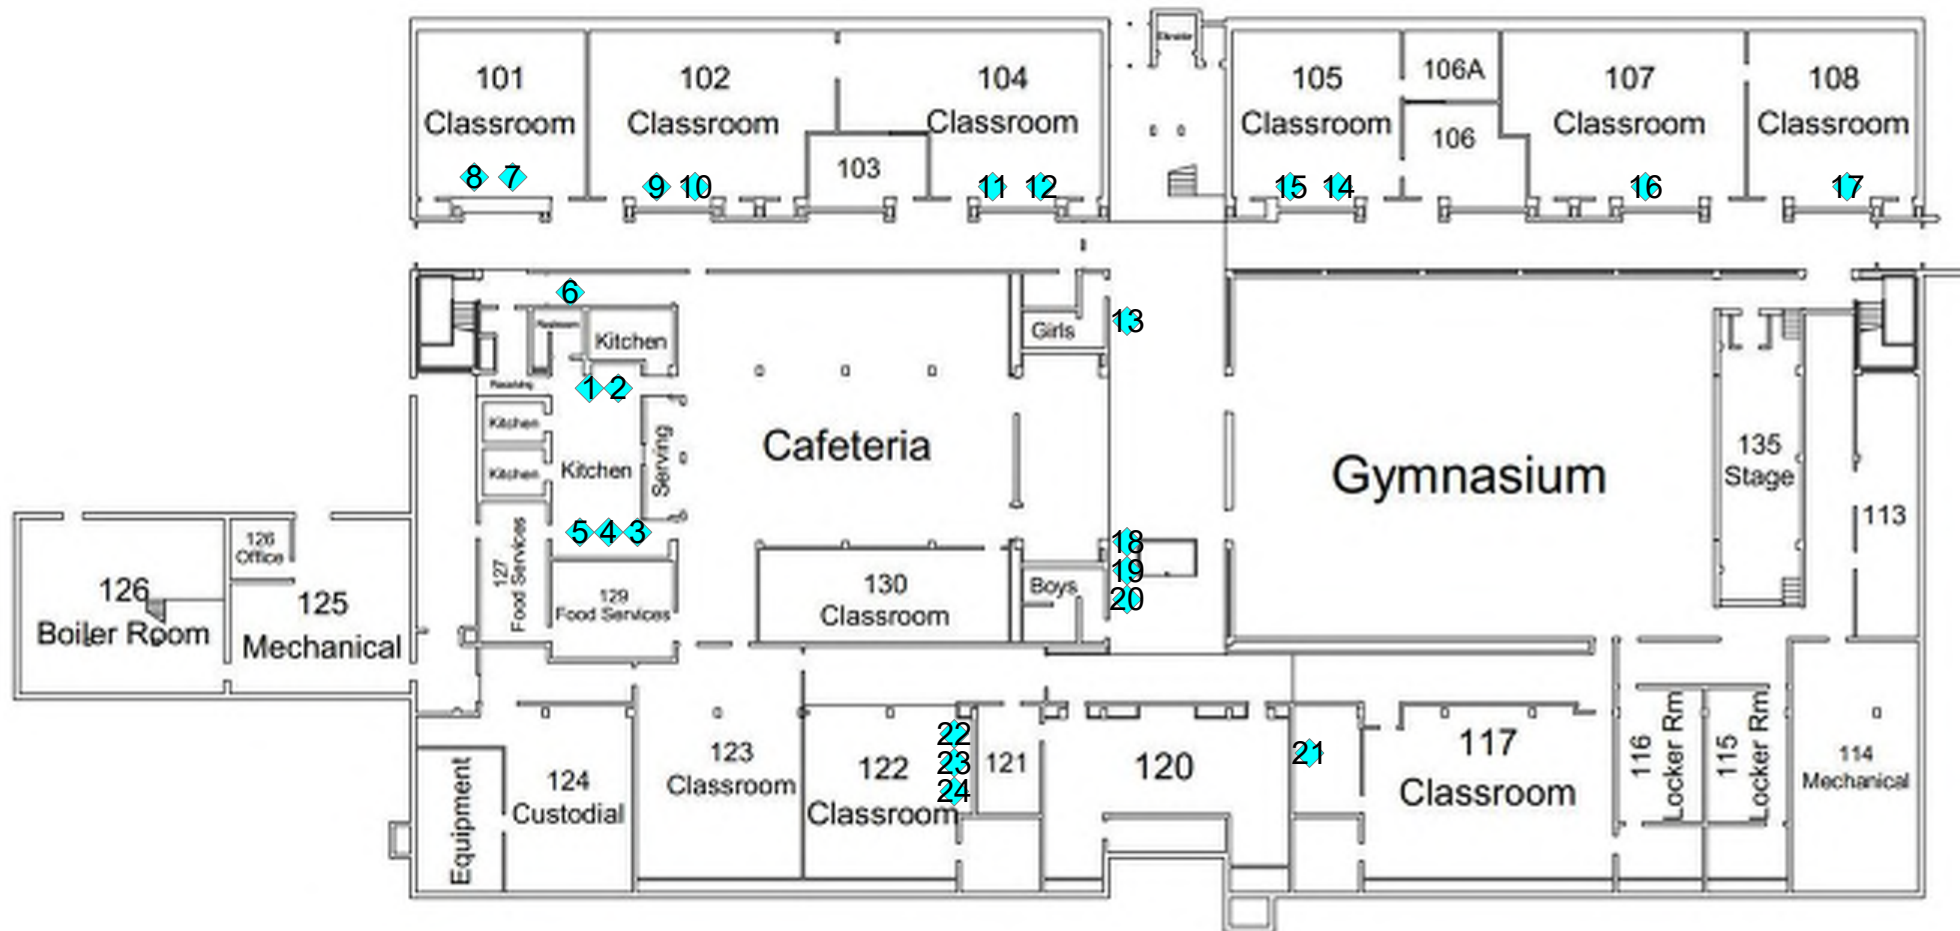 Elevator
101
Classroom
102
Classroom
104
Classroom
105
Classroom
106A
107
Classroom
108
Classroom
103
106
8 7
9 10
11 12
15 14
16
17
6
13
Restroom
Kitchen
Girls
Receiving
1 2
Kitchen
Kitchen
Kitchen
Serving
Cafeteria
Gymnasium
135
Stage
113
5 4 3
18
19
20
126
Office
127
Food Services
129
Food Services
130
Classroom
Boys
126
Boiler Room
125
Mechanical
22
23
24
21
Equipment
124
Custodial
123
Classroom
122
Classroom
121
120
117
Classroom
116
Locker Rm
115
Locker Rm
114
Mechanical